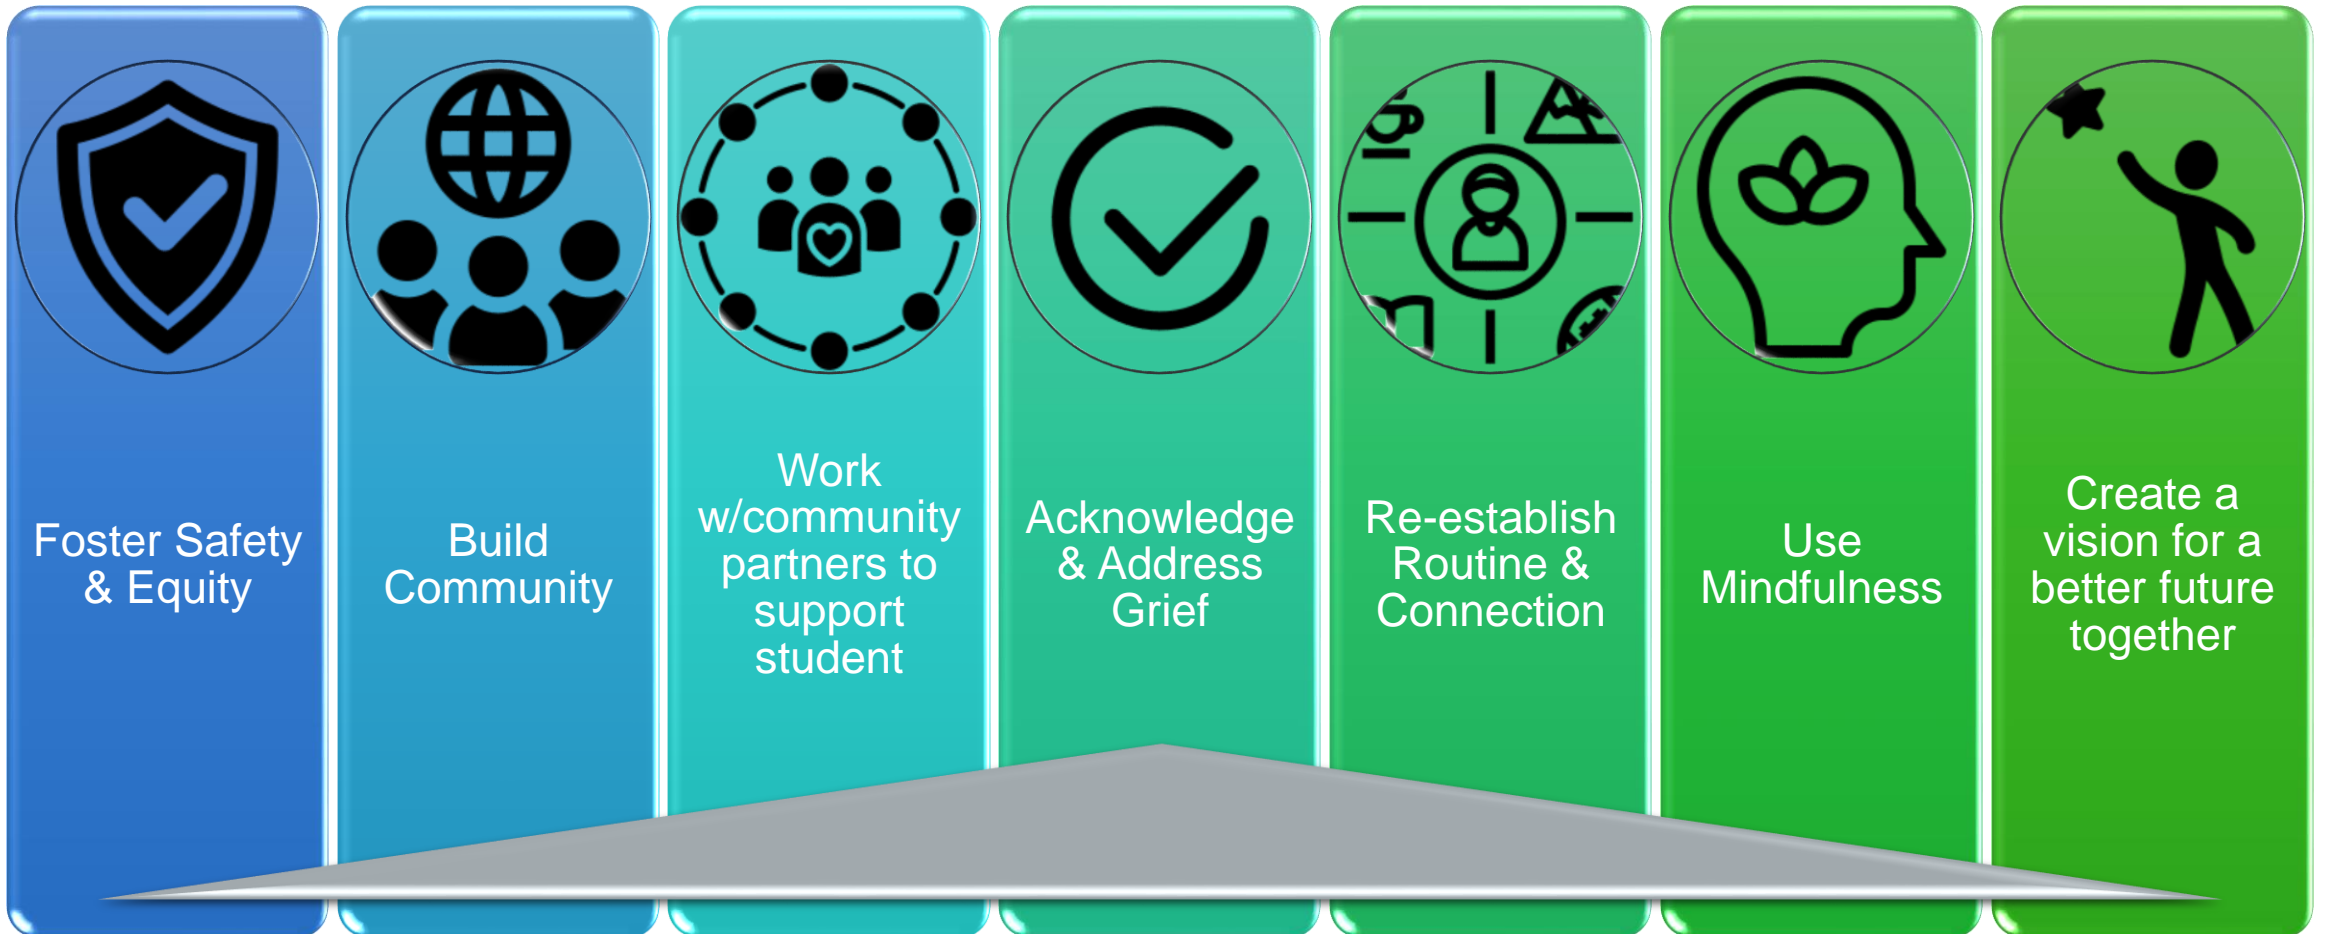 Foster Safety
& Equity
Build
Community
Work
w/community
partners to
support
student
Acknowledge
& Address
Grief
Re-establish
Routine &
Connection
Use
Mindfulness
Create a
vision for a
better future
together